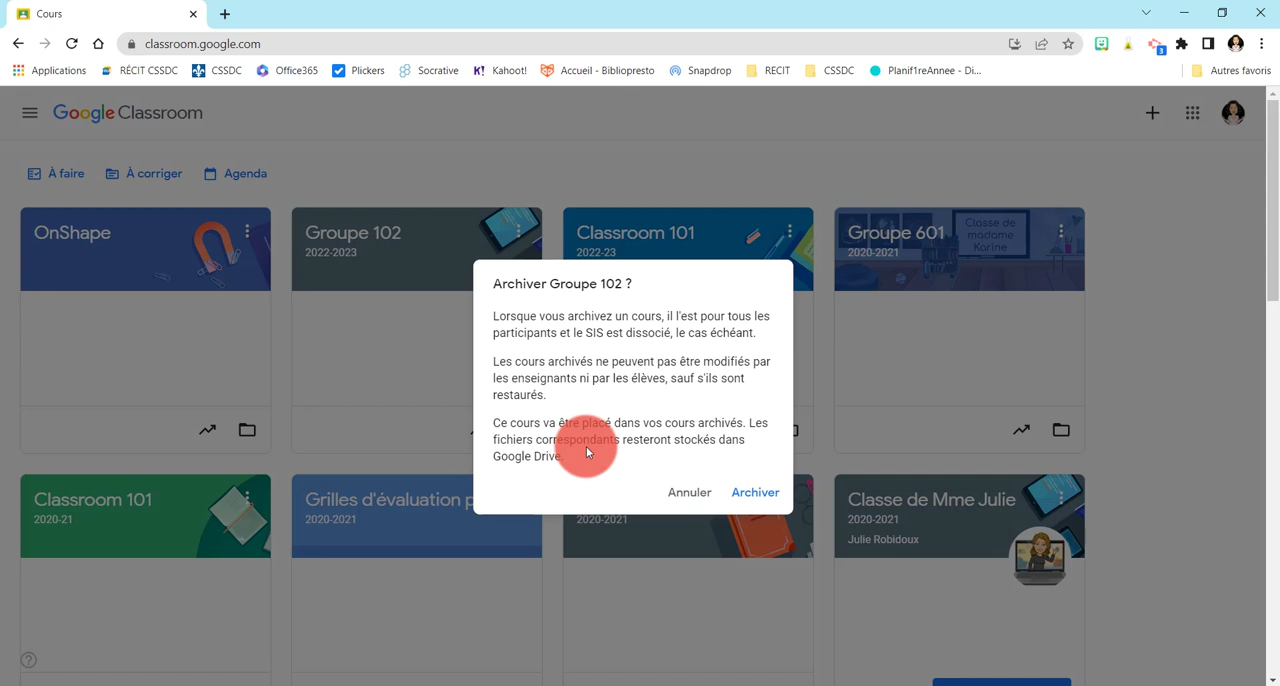 Cours
classroom.google.com
3
Applications RÉCIT CSSDC CSSDC Office365 Plickers Socrative K! Kahoot! Accueil - Bibliopresto Snapdrop RECIT CSSDC Planif1reAnnee - Di... Autres favoris
Google Classroom
À faire À corriger Agenda
OnShape
Groupe 102
2022-2023
Classroom 101
2022-23
Groupe 601
2020-2021
Classe de
madame
Karine
Archiver Groupe 102 ?
Lorsque vous archivez un cours, il l'est pour tous les
participants et le SIS est dissocié, le cas échéant.
Les cours archivés ne peuvent pas être modifiés par
les enseignants ni par les élèves, sauf s'ils sont
restaurés.
Ce cours va être placé dans vos cours archivés. Les
fichiers correspondants resteront stockés dans
Google Drive.
Annuler Archiver
Classroom 101
2020-21
Grilles d'évaluation
2020-2021
2020-2021
Classe de Mme Julie
2020-2021
Julie Robidoux